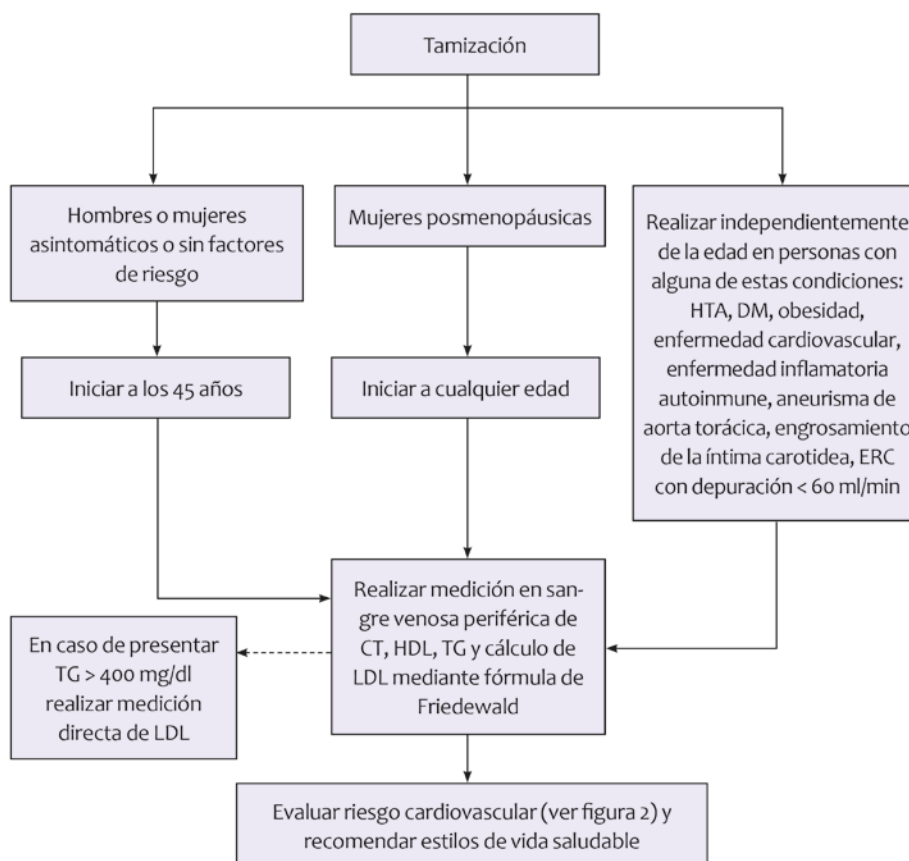 Tamización
Hombres o mujeres
asintomáticos o sin factores
de riesgo
Iniciar a los 45 años
Mujeres posmenopáusicas
Iniciar a cualquier edad
Realizar independientemente
de la edad en personas con
alguna de estas condiciones:
HTA, DM, obesidad,
enfermedad cardiovascular,
enfermedad inflamatoria
autoinmune, aneurisma de
aorta torácica, engrosamiento
de la íntima carotidea, ERC
con depuración < 60 ml/min
Realizar medición en san-
gre venosa periférica de
CT, HDL, TG y cálculo de
LDL mediante fórmula de
Friedewald
En caso de presentar
TG > 400 mg/dl
realizar medición
directa de LDL
Evaluar riesgo cardiovascular (ver figura 2) y
recomendar estilos de vida saludable